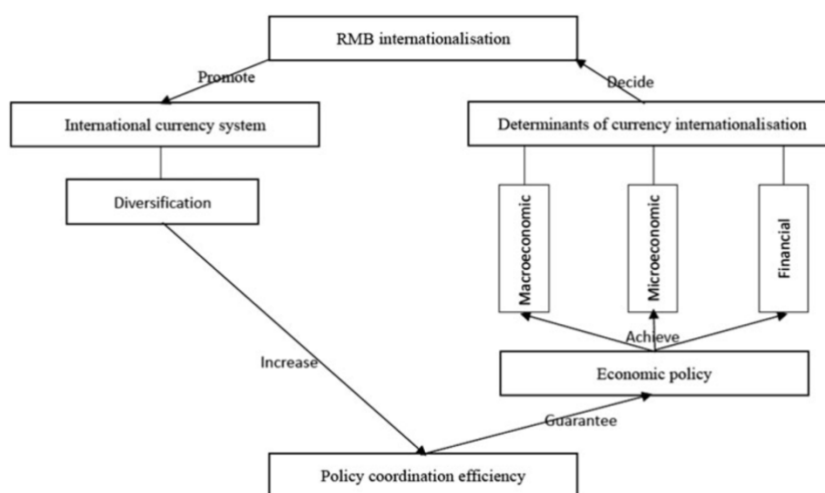 RMB internationalisation
Promote
Decide
International currency system
Determinants of currency internationalisation
Diversification
Macroeconomic
Microeconomic
Financial
Achieve
Increase
Economic policy
Guarantee
Policy coordination efficiency